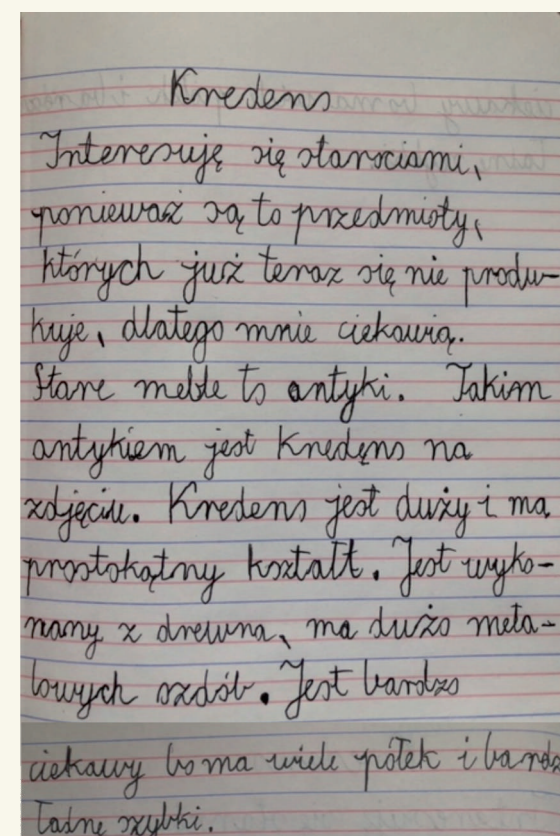 Kredens
Interesuję się starociami,
ponieważ są to przedmioty,
których już teraz się nie produ-
kuje, dlatego mnie ciekawią.
Stare meble to antyki. Takim
antykiem jest Kredens na
zdjęciu. Kredens jest duży i ma
prostokątny kształt. Jest wyko-
nany z drewna, ma dużo meta-
lowych ozdób. Jest bardzo
ciekawy bo ma wiele półek i bardz
ładne szybki.